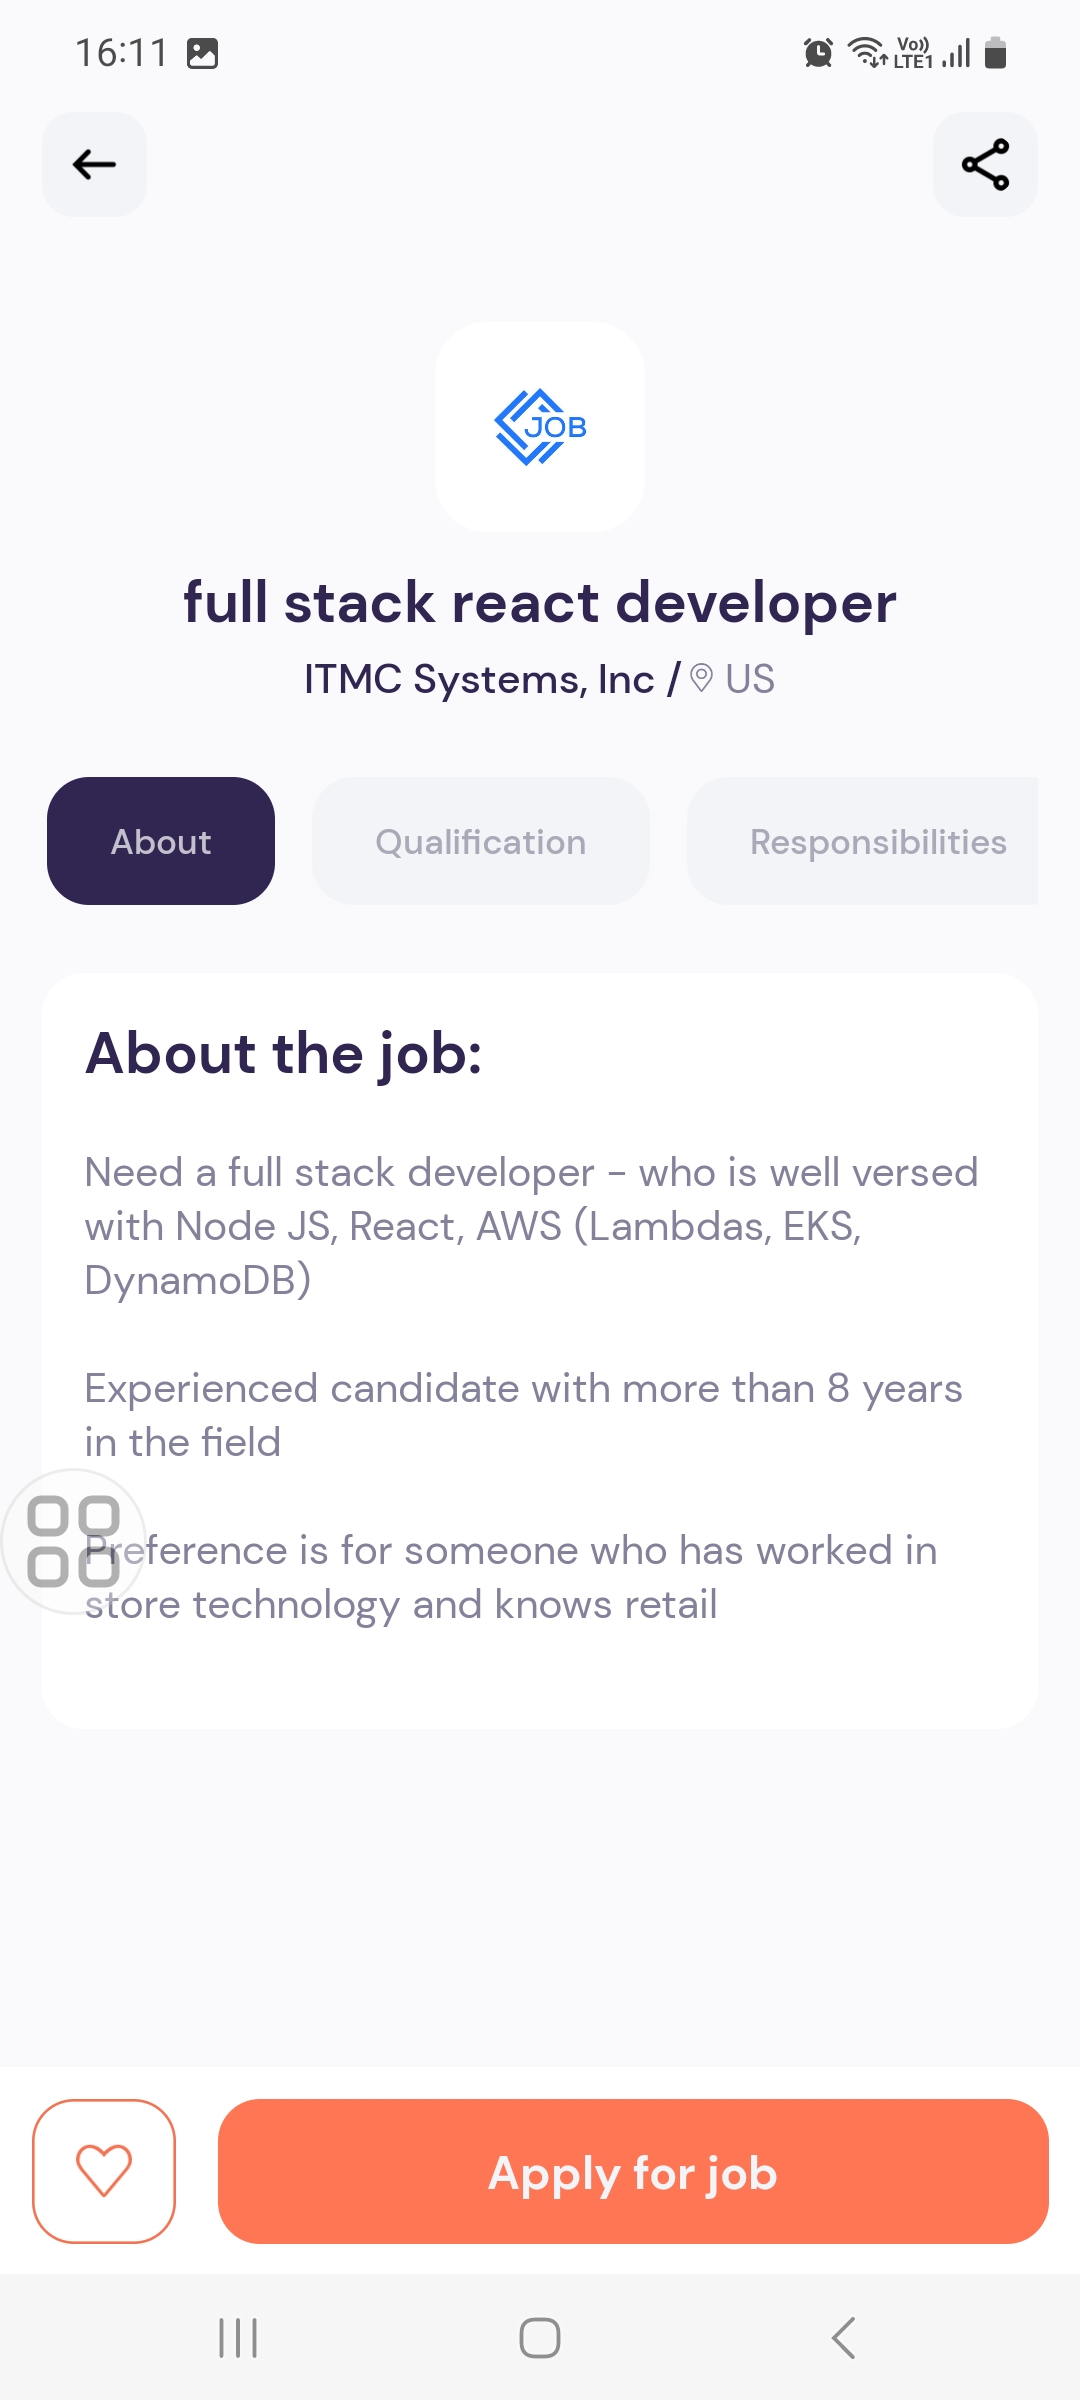 16:11
Vo)) LTE1
JOB
full stack react developer
ITMC Systems, Inc / US
About
Qualification
Responsibilities
About the job:
Need a full stack developer - who is well versed
with Node JS, React, AWS (Lambdas, EKS,
DynamoDB)
Experienced candidate with more than 8 years
in the field
Preference is for someone who has worked in
store technology and knows retail
Apply for job